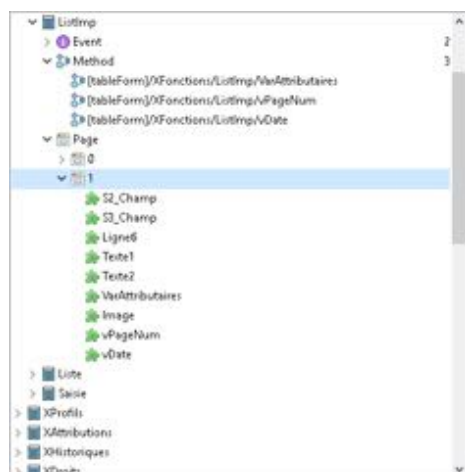 ListImp
Event 2
Method 3
[tableForm]/XFonctions/ListImp/VarAttributaires
[tableForm]/XFonctions/ListImp/vPageNum
[tableForm]/XFonctions/ListImp/vDate
Page
0
1
S2_Champ
S3_Champ
Ligne6
Texte1
Texte2
VarAttributaires
Image
vPageNum
vDate
Liste
Saisie
XProfils
XAttributions
XHistoriques
XDroits